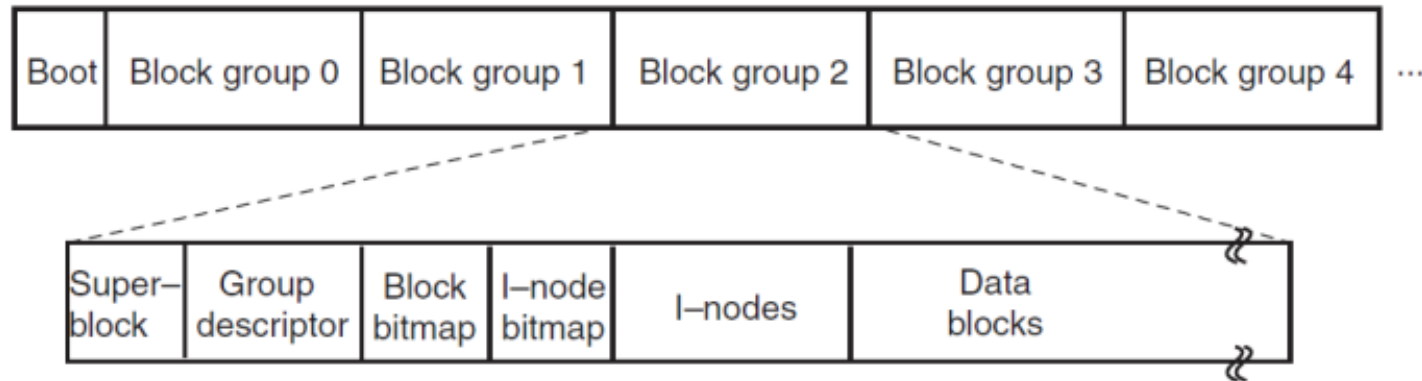 Boot Block group 0 Block group 1 Block group 2 Block group 3 Block group 4 ...
Super– Group Block I–node I–nodes Data
block descriptor bitmap bitmap blocks